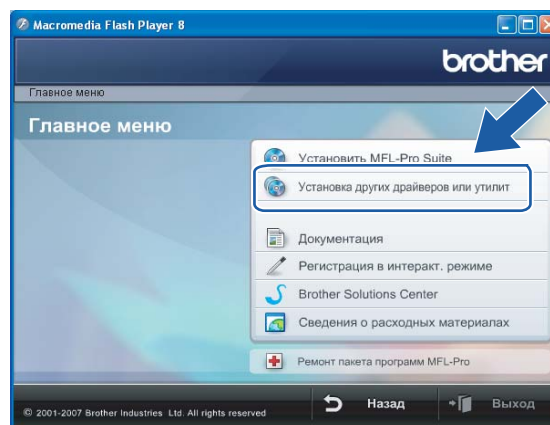 Macromedia Flash Player 8
brother
Главное меню
Главное меню
Установить MFL-Pro Suite
Установка других драйверов или утилит
Документация
Регистрация в интеракт. режиме
Brother Solutions Center
Сведения о расходных материалах
Ремонт пакета программ MFL-Pro
© 2001-2007 Brother Industries Ltd. All rights reserved
Назад
Выход